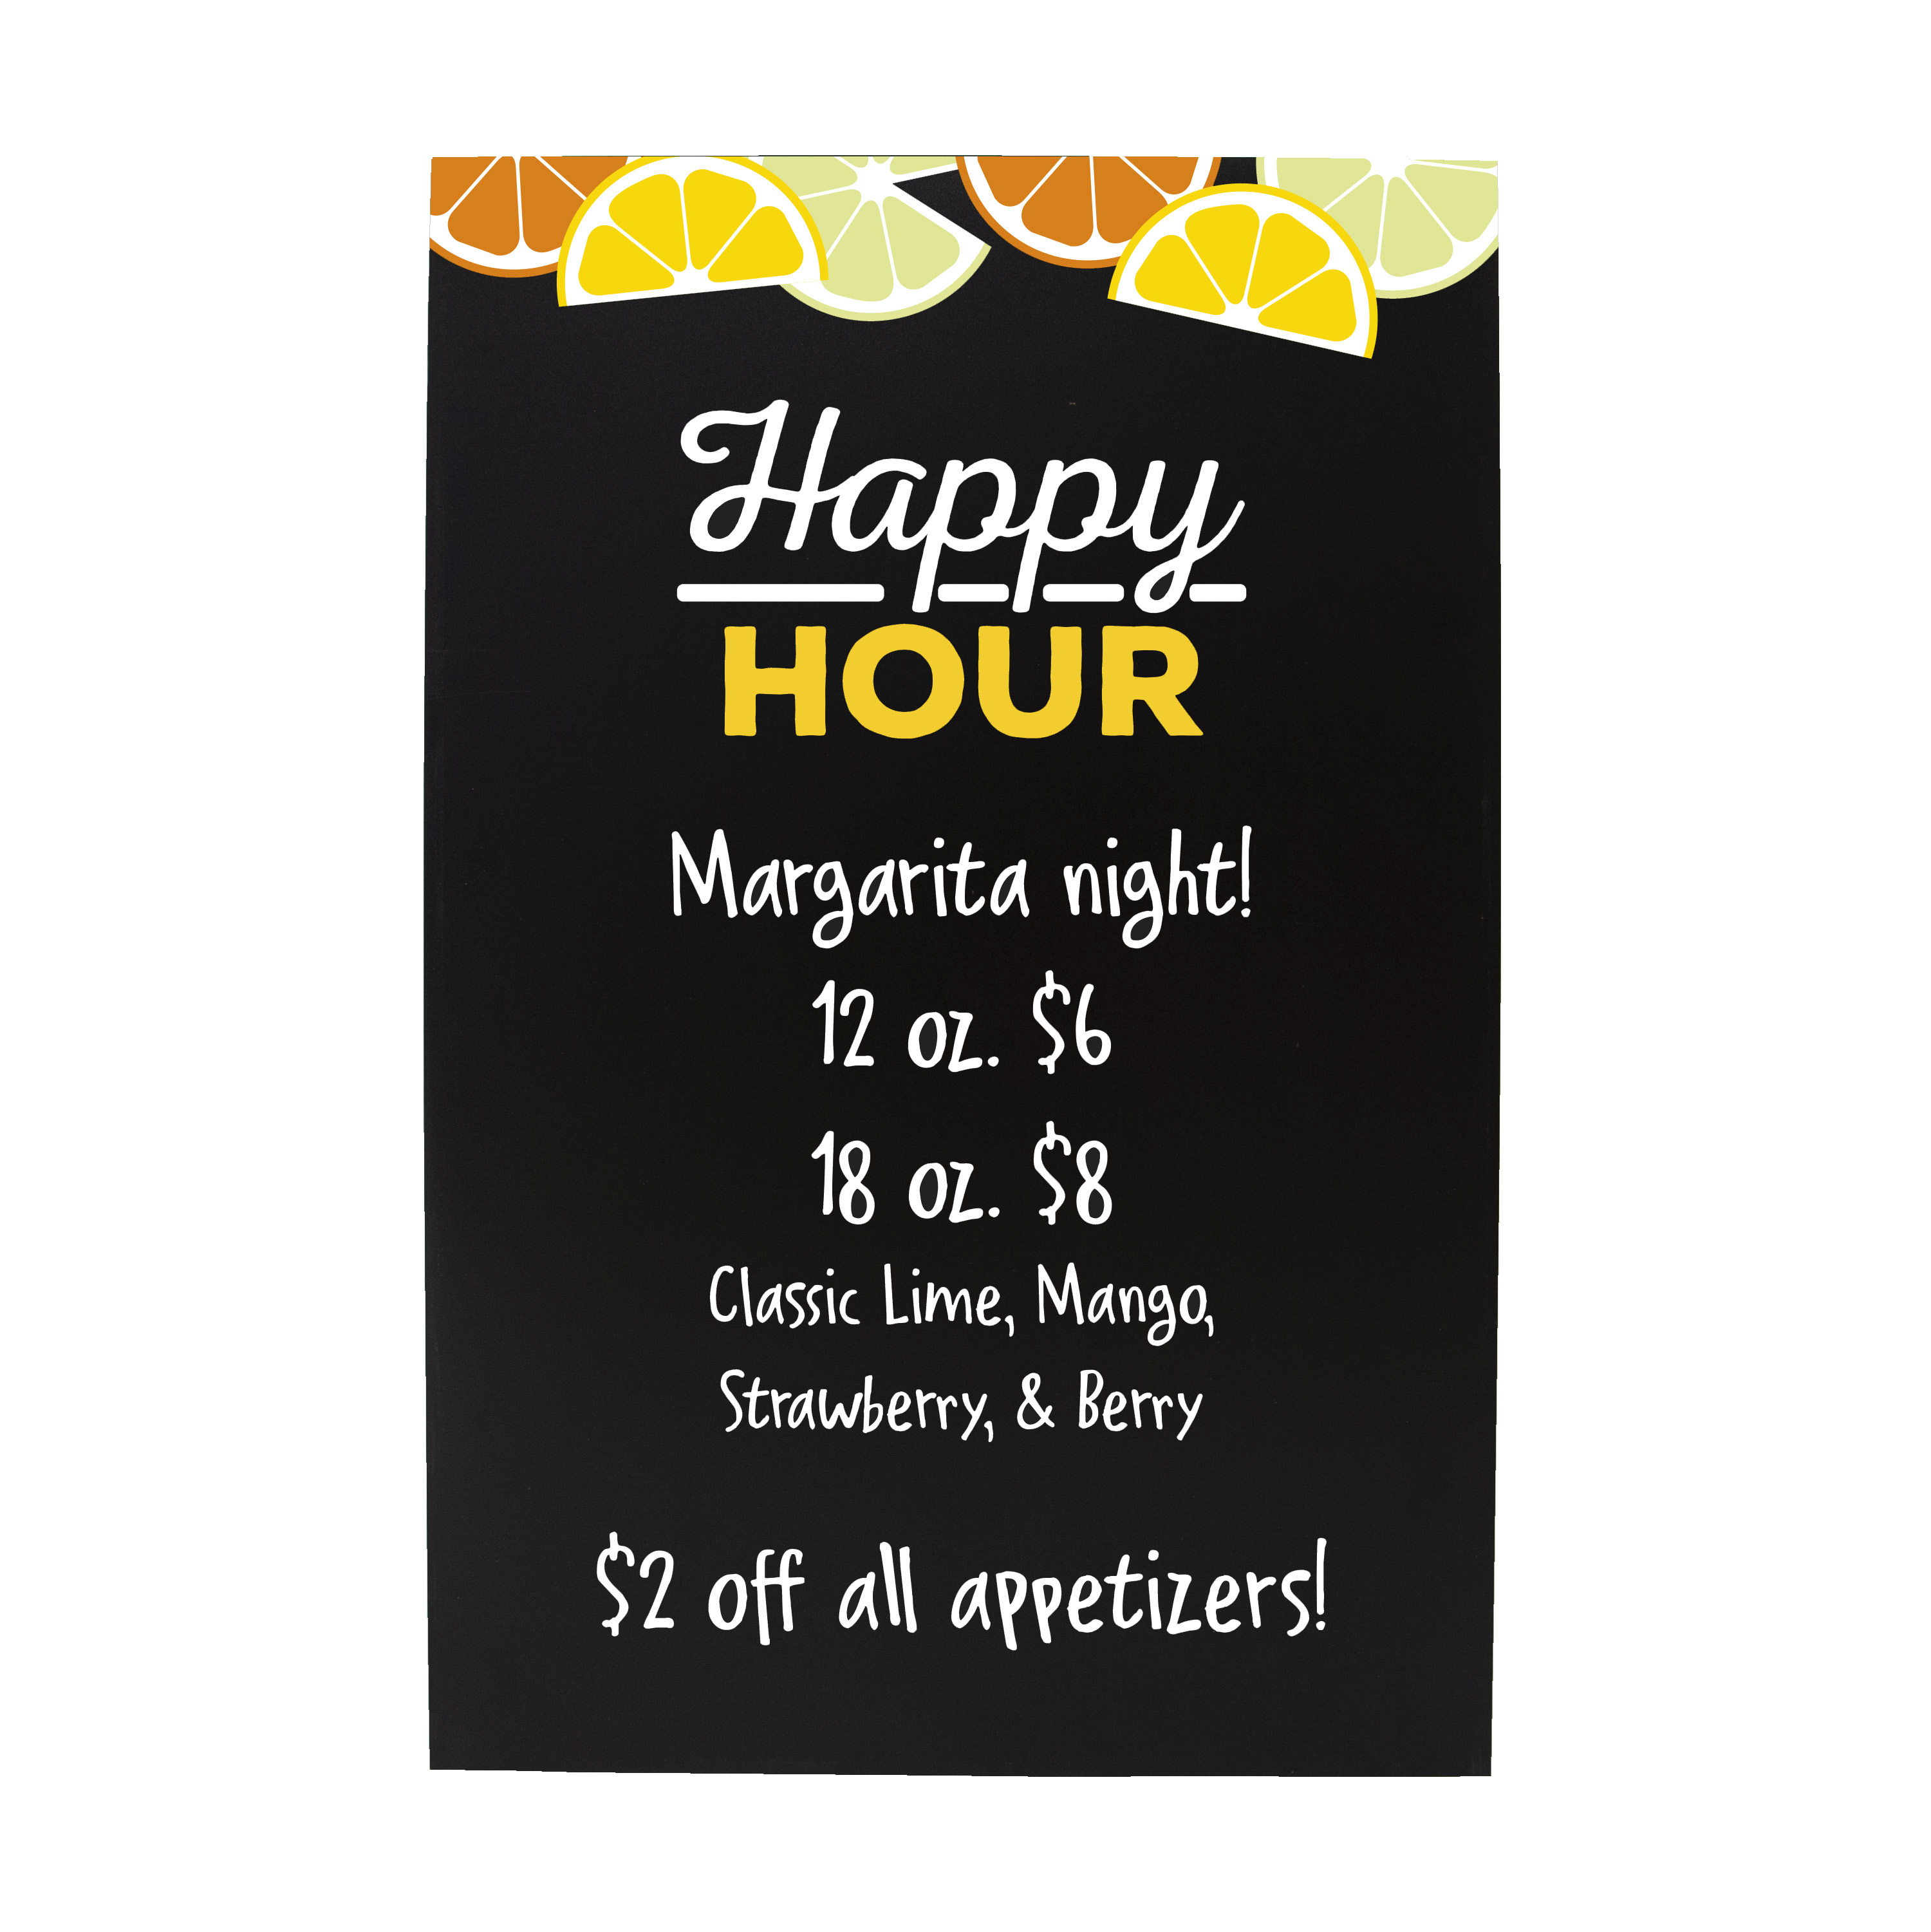 Happy
HOUR
Margarita night!
12 oz. $6
18 oz. $8
Classic Lime, Mango,
Strawberry, & Berry
$2 off all appetizers!